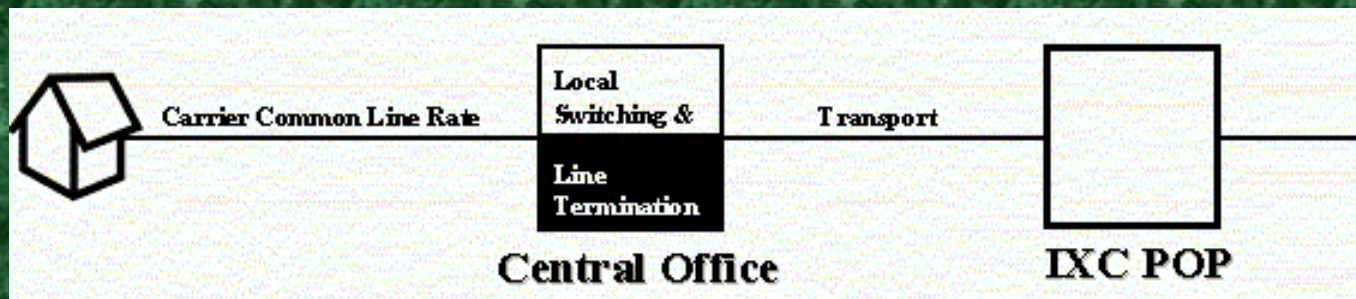 Carrier Common Line Rate
Local
Switching &
Line
Termination
Central Office
Transport
IXC POP